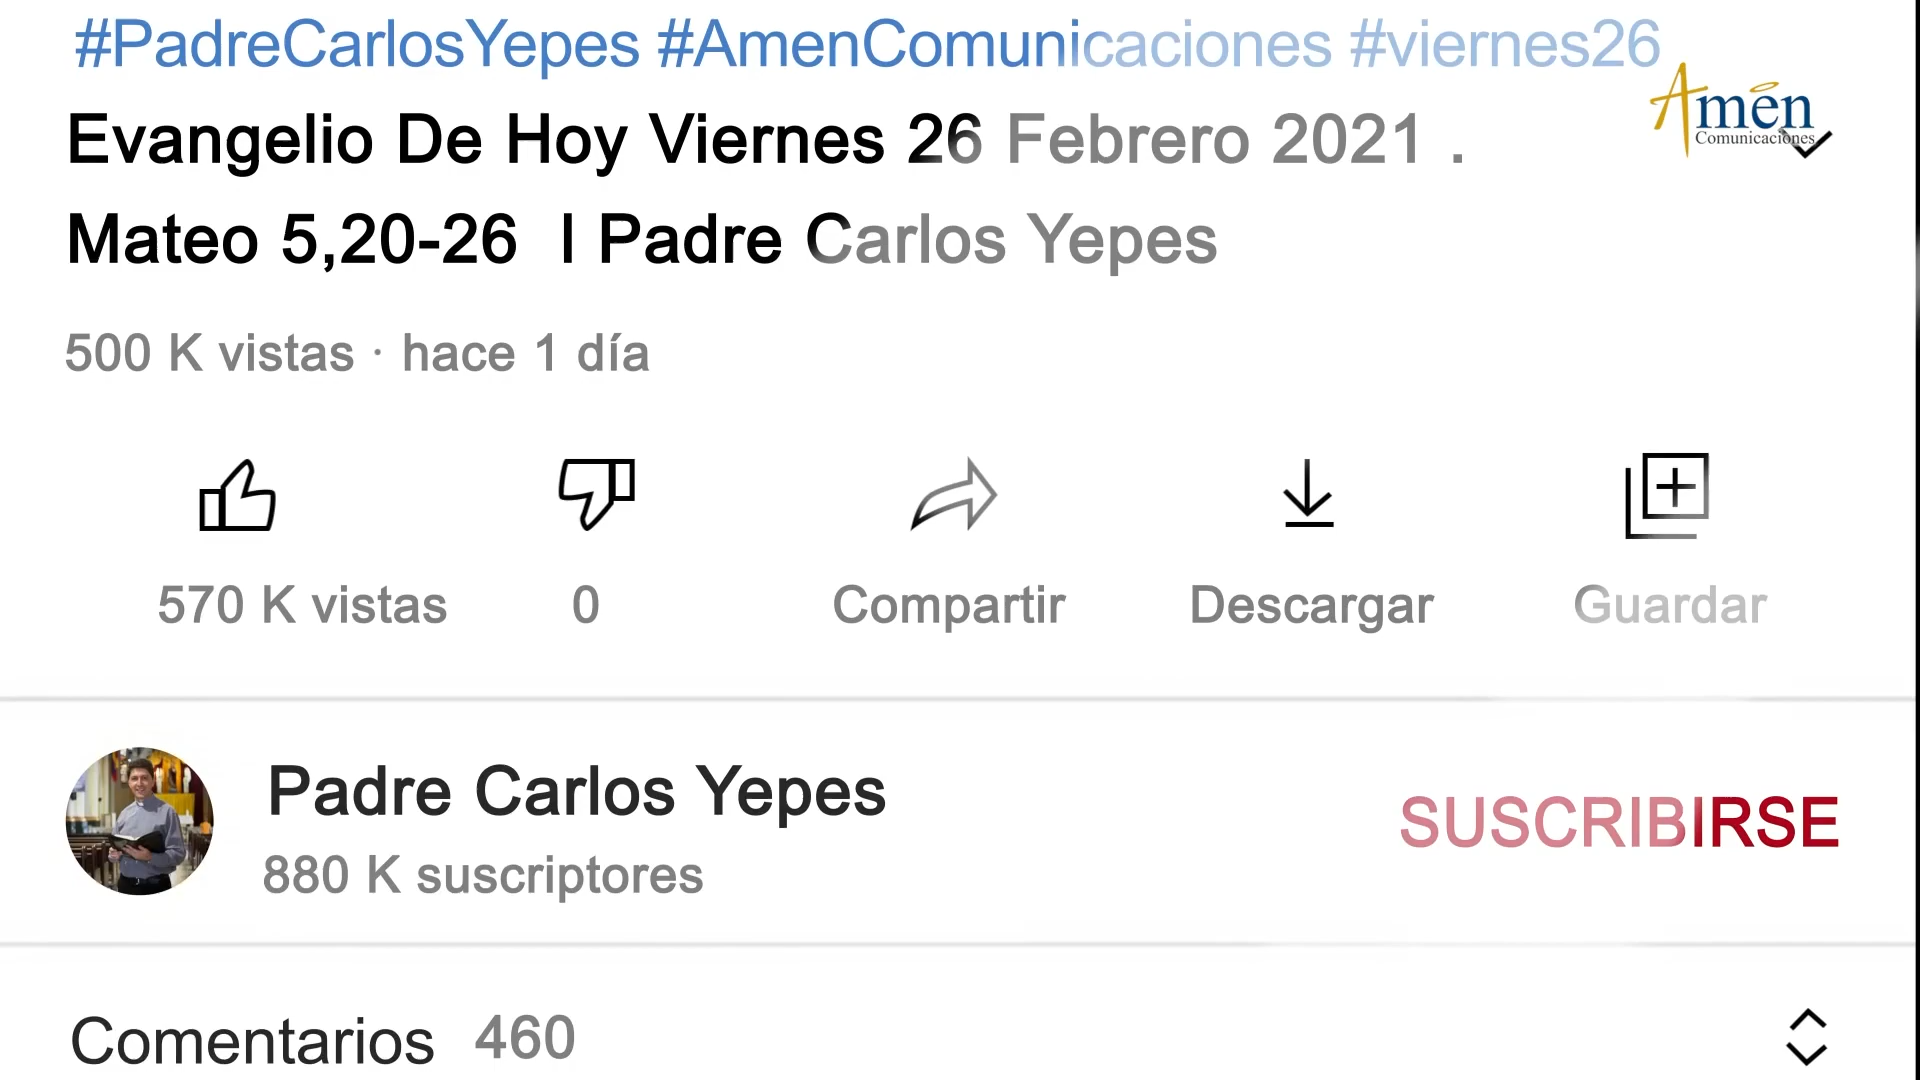 #PadreCarlosYepes #AmenComunicaciones #viernes26
Amén
Comunicaciones
Evangelio De Hoy Viernes 26 Febrero 2021 .
Mateo 5,20-26 l Padre Carlos Yepes
500 K vistas · hace 1 día
570 K vistas 0 Compartir Descargar Guardar
Padre Carlos Yepes
SUSCRIBIRSE
880 K suscriptores
Comentarios 460